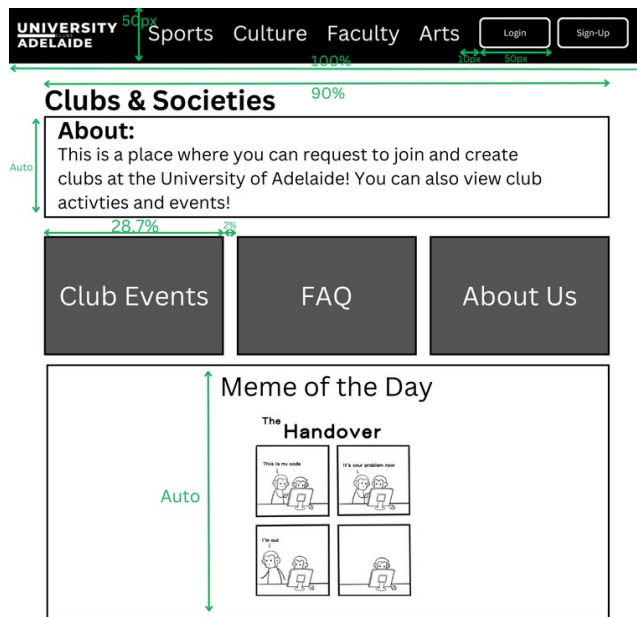 UNIVERSITY
ADELAIDE
50px
Sports Culture Faculty Arts Login Sign-Up
100%
10px 50px
90%
Clubs & Societies
About:
This is a place where you can request to join and create
clubs at the University of Adelaide! You can also view club
activties and events!
Auto
28.7% 2%
Club Events FAQ About Us
Meme of the Day
The
Handover
This is my code
It's your problem now
I'm out
Auto